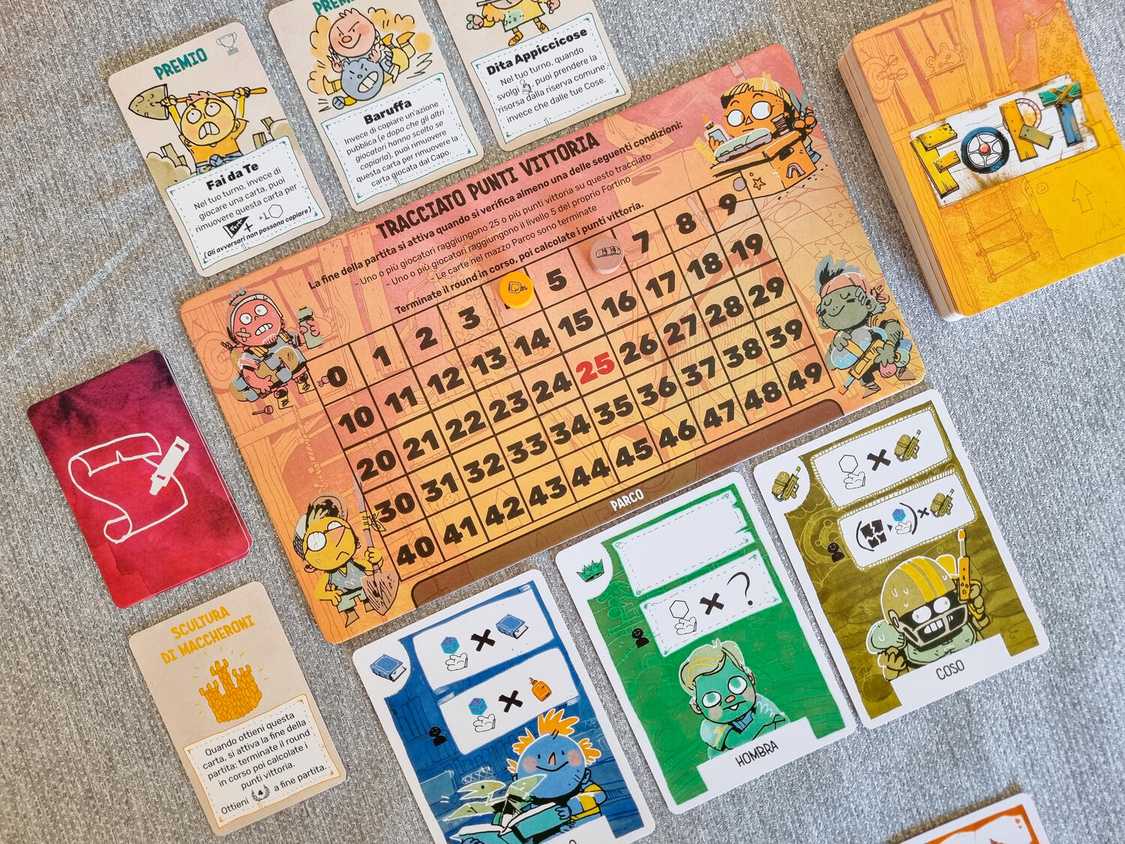 PREMIO
Fai da Te
Nel tuo turno, invece di
giocare una carta, puoi
rimuovere questa carta per
+1
(Gli avversari non possono copiare)
Baruffa
Invece di copiare un'azione
pubblica (e dopo che gli altri
giocatori hanno scelto se
copiarla), puoi rimuovere
questa carta per rimuovere la
carta giocata dal Capo.
Dita Appiccicose
Nel tuo turno, quando
svolgi, puoi prendere la
risorsa dalla riserva comune
invece che dalle tue Cose
FORT
TRACCIATO PUNTI VITTORIA
La fine della partita si attiva quando si verifica almeno una delle seguenti condizioni:
- Uno o più giocatori raggiungono 25 o più punti vittoria su questo tracciato
- Uno o più giocatori raggiungono il livello 5 del proprio Fortino
- Le carte nel mazzo Parco sono terminate
Terminate il round in corso, poi calcolate i punti vittoria.
0 1 2 3 5 7 8 9
10 11 12 13 14 15 16 17 18 19
20 21 22 23 24 25 26 27 28 29
30 31 32 33 34 35 36 37 38 39
40 41 42 43 44 45 46 47 48 49
PARCO
SCULTURA
DI MACCHERONI
Quando ottieni questa
carta, si attiva la fine della
partita: terminate il round
in corso poi calcolate i
punti vittoria.
Ottieni 4 a fine partita.
×
×
× ?
HOMBRA
×
( )×
COSO